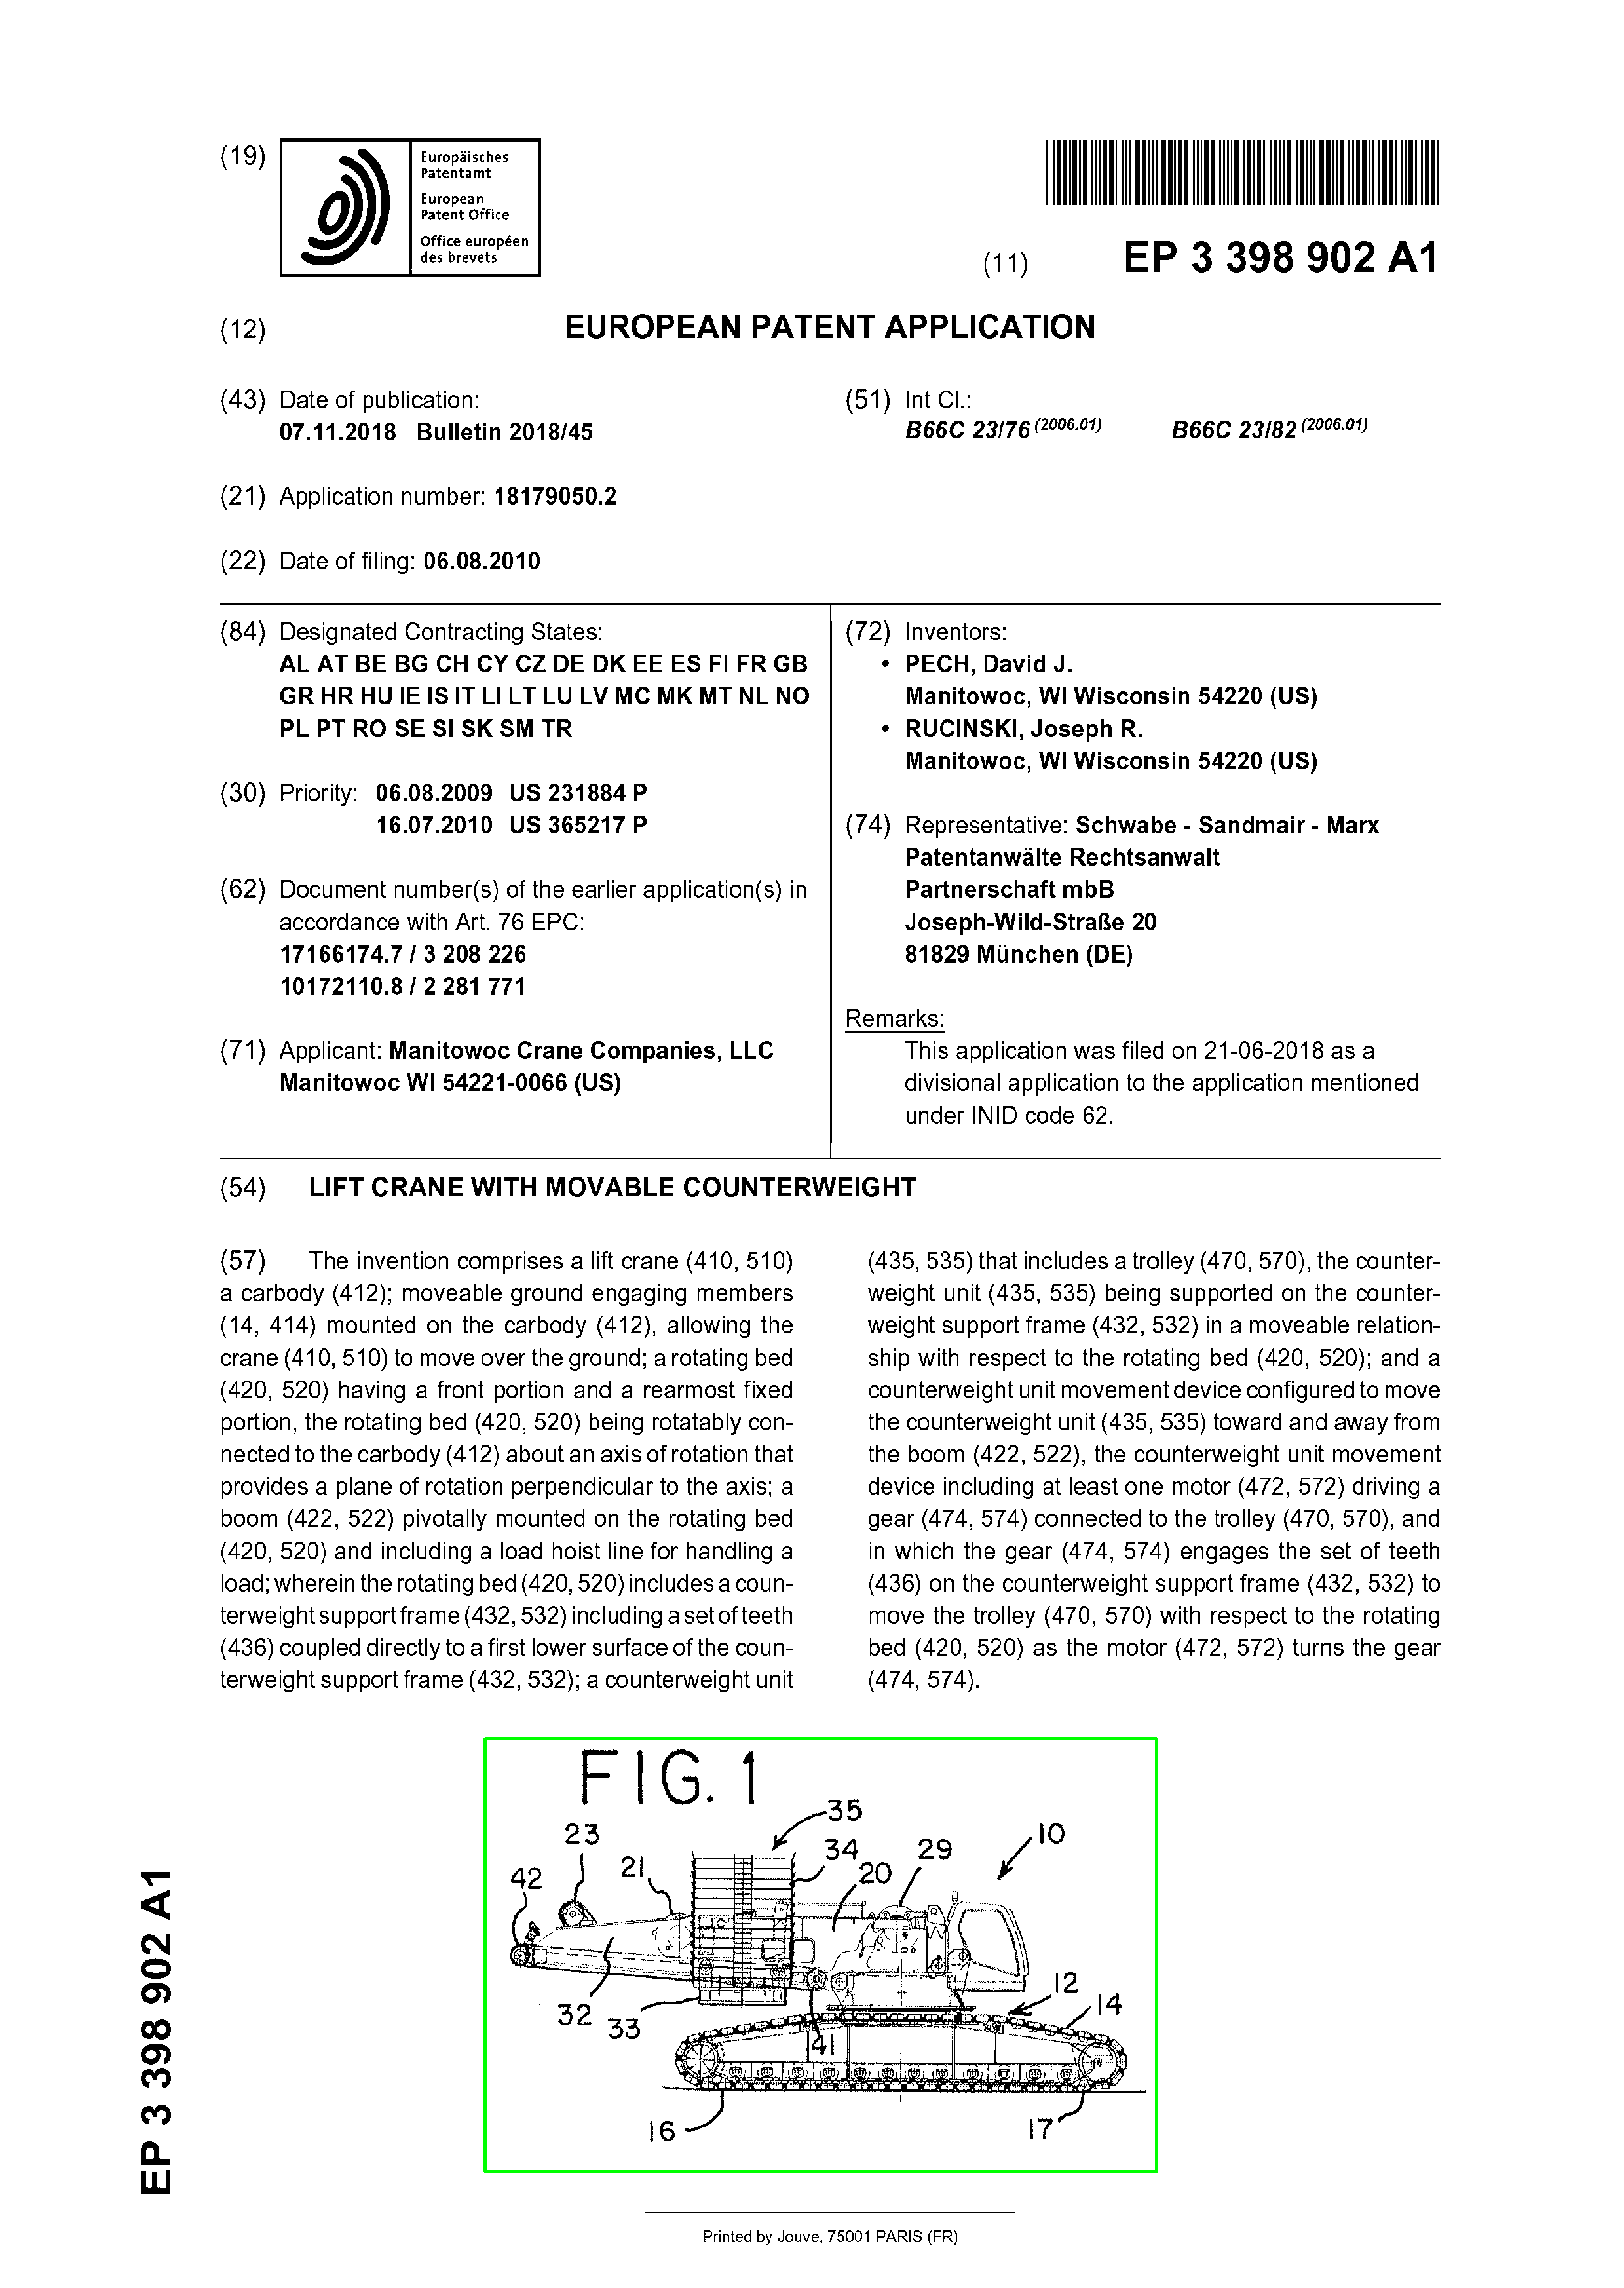 (19)
Europäisches
Patentamt
European
Patent Office
Office européen
des brevets
(11) EP 3 398 902 A1
(12) EUROPEAN PATENT APPLICATION
(43) Date of publication:
07.11.2018 Bulletin 2018/45
(51) Int Cl.:
B66C 23/76 (2006.01) B66C 23/82 (2006.01)
(21) Application number: 18179050.2
(22) Date of filing: 06.08.2010
(84) Designated Contracting States:
AL AT BE BG CH CY CZ DE DK EE ES FI FR GB
GR HR HU IE IS IT LI LT LU LV MC MK MT NL NO
PL PT RO SE SI SK SM TR
(30) Priority: 06.08.2009 US 231884 P
16.07.2010 US 365217 P
(62) Document number(s) of the earlier application(s) in
accordance with Art. 76 EPC:
17166174.7 / 3 208 226
10172110.8 / 2 281 771
(71) Applicant: Manitowoc Crane Companies, LLC
Manitowoc WI 54221-0066 (US)
(72) Inventors:
• PECH, David J.
Manitowoc, WI Wisconsin 54220 (US)
• RUCINSKI, Joseph R.
Manitowoc, WI Wisconsin 54220 (US)
(74) Representative: Schwabe - Sandmair - Marx
Patentanwälte Rechtsanwalt
Partnerschaft mbB
Joseph-Wild-Straße 20
81829 München (DE)
Remarks:
This application was filed on 21-06-2018 as a
divisional application to the application mentioned
under INID code 62.
(54) LIFT CRANE WITH MOVABLE COUNTERWEIGHT
(57) The invention comprises a lift crane (410, 510)
a carbody (412); moveable ground engaging members
(14, 414) mounted on the carbody (412), allowing the
crane (410, 510) to move over the ground; a rotating bed
(420, 520) having a front portion and a rearmost fixed
portion, the rotating bed (420, 520) being rotatably con-
nected to the carbody (412) about an axis of rotation that
provides a plane of rotation perpendicular to the axis; a
boom (422, 522) pivotally mounted on the rotating bed
(420, 520) and including a load hoist line for handling a
load; wherein the rotating bed (420, 520) includes a coun-
terweight support frame (432, 532) including a set of teeth
(436) coupled directly to a first lower surface of the coun-
terweight support frame (432, 532); a counterweight unit
(435, 535) that includes a trolley (470, 570), the counter-
weight unit (435, 535) being supported on the counter-
weight support frame (432, 532) in a moveable relation-
ship with respect to the rotating bed (420, 520); and a
counterweight unit movement device configured to move
the counterweight unit (435, 535) toward and away from
the boom (422, 522), the counterweight unit movement
device including at least one motor (472, 572) driving a
gear (474, 574) connected to the trolley (470, 570), and
in which the gear (474, 574) engages the set of teeth
(436) on the counterweight support frame (432, 532) to
move the trolley (470, 570) with respect to the rotating
bed (420, 520) as the motor (472, 572) turns the gear
(474, 574).
FIG. 1
35
23
10
34
29
21
20
42
12
14
32
33
41
16
17
EP 3 398 902 A1
Printed by Jouve, 75001 PARIS (FR)